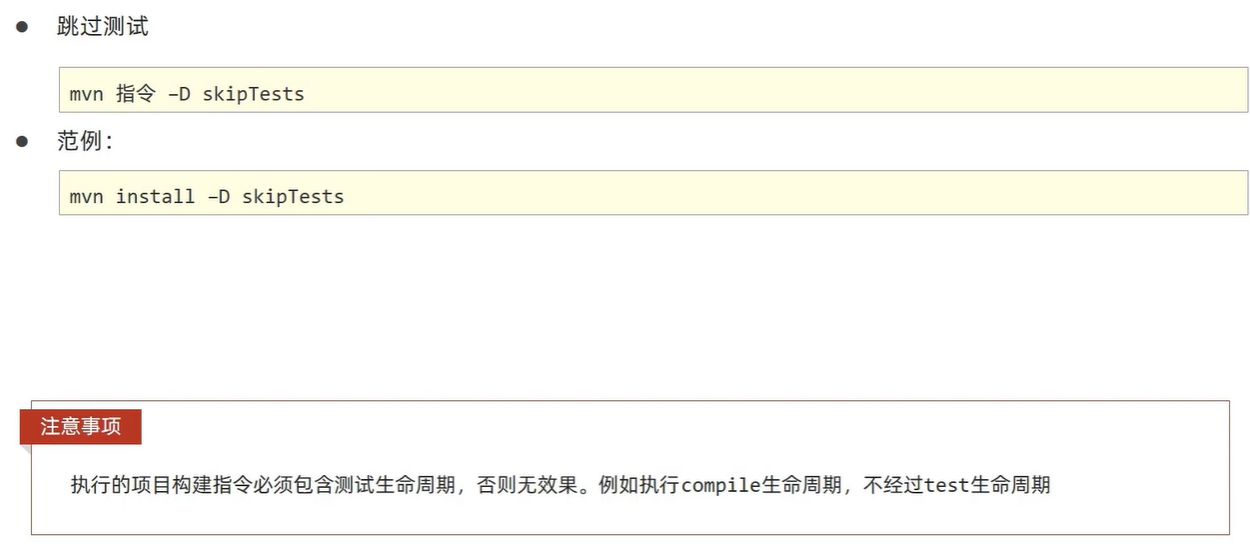 ● 跳过测试
mvn 指令 –D skipTests
● 范例：
mvn install –D skipTests
注意事项
执行的项目构建指令必须包含测试生命周期，否则无效果。例如执行compile生命周期，不经过test生命周期